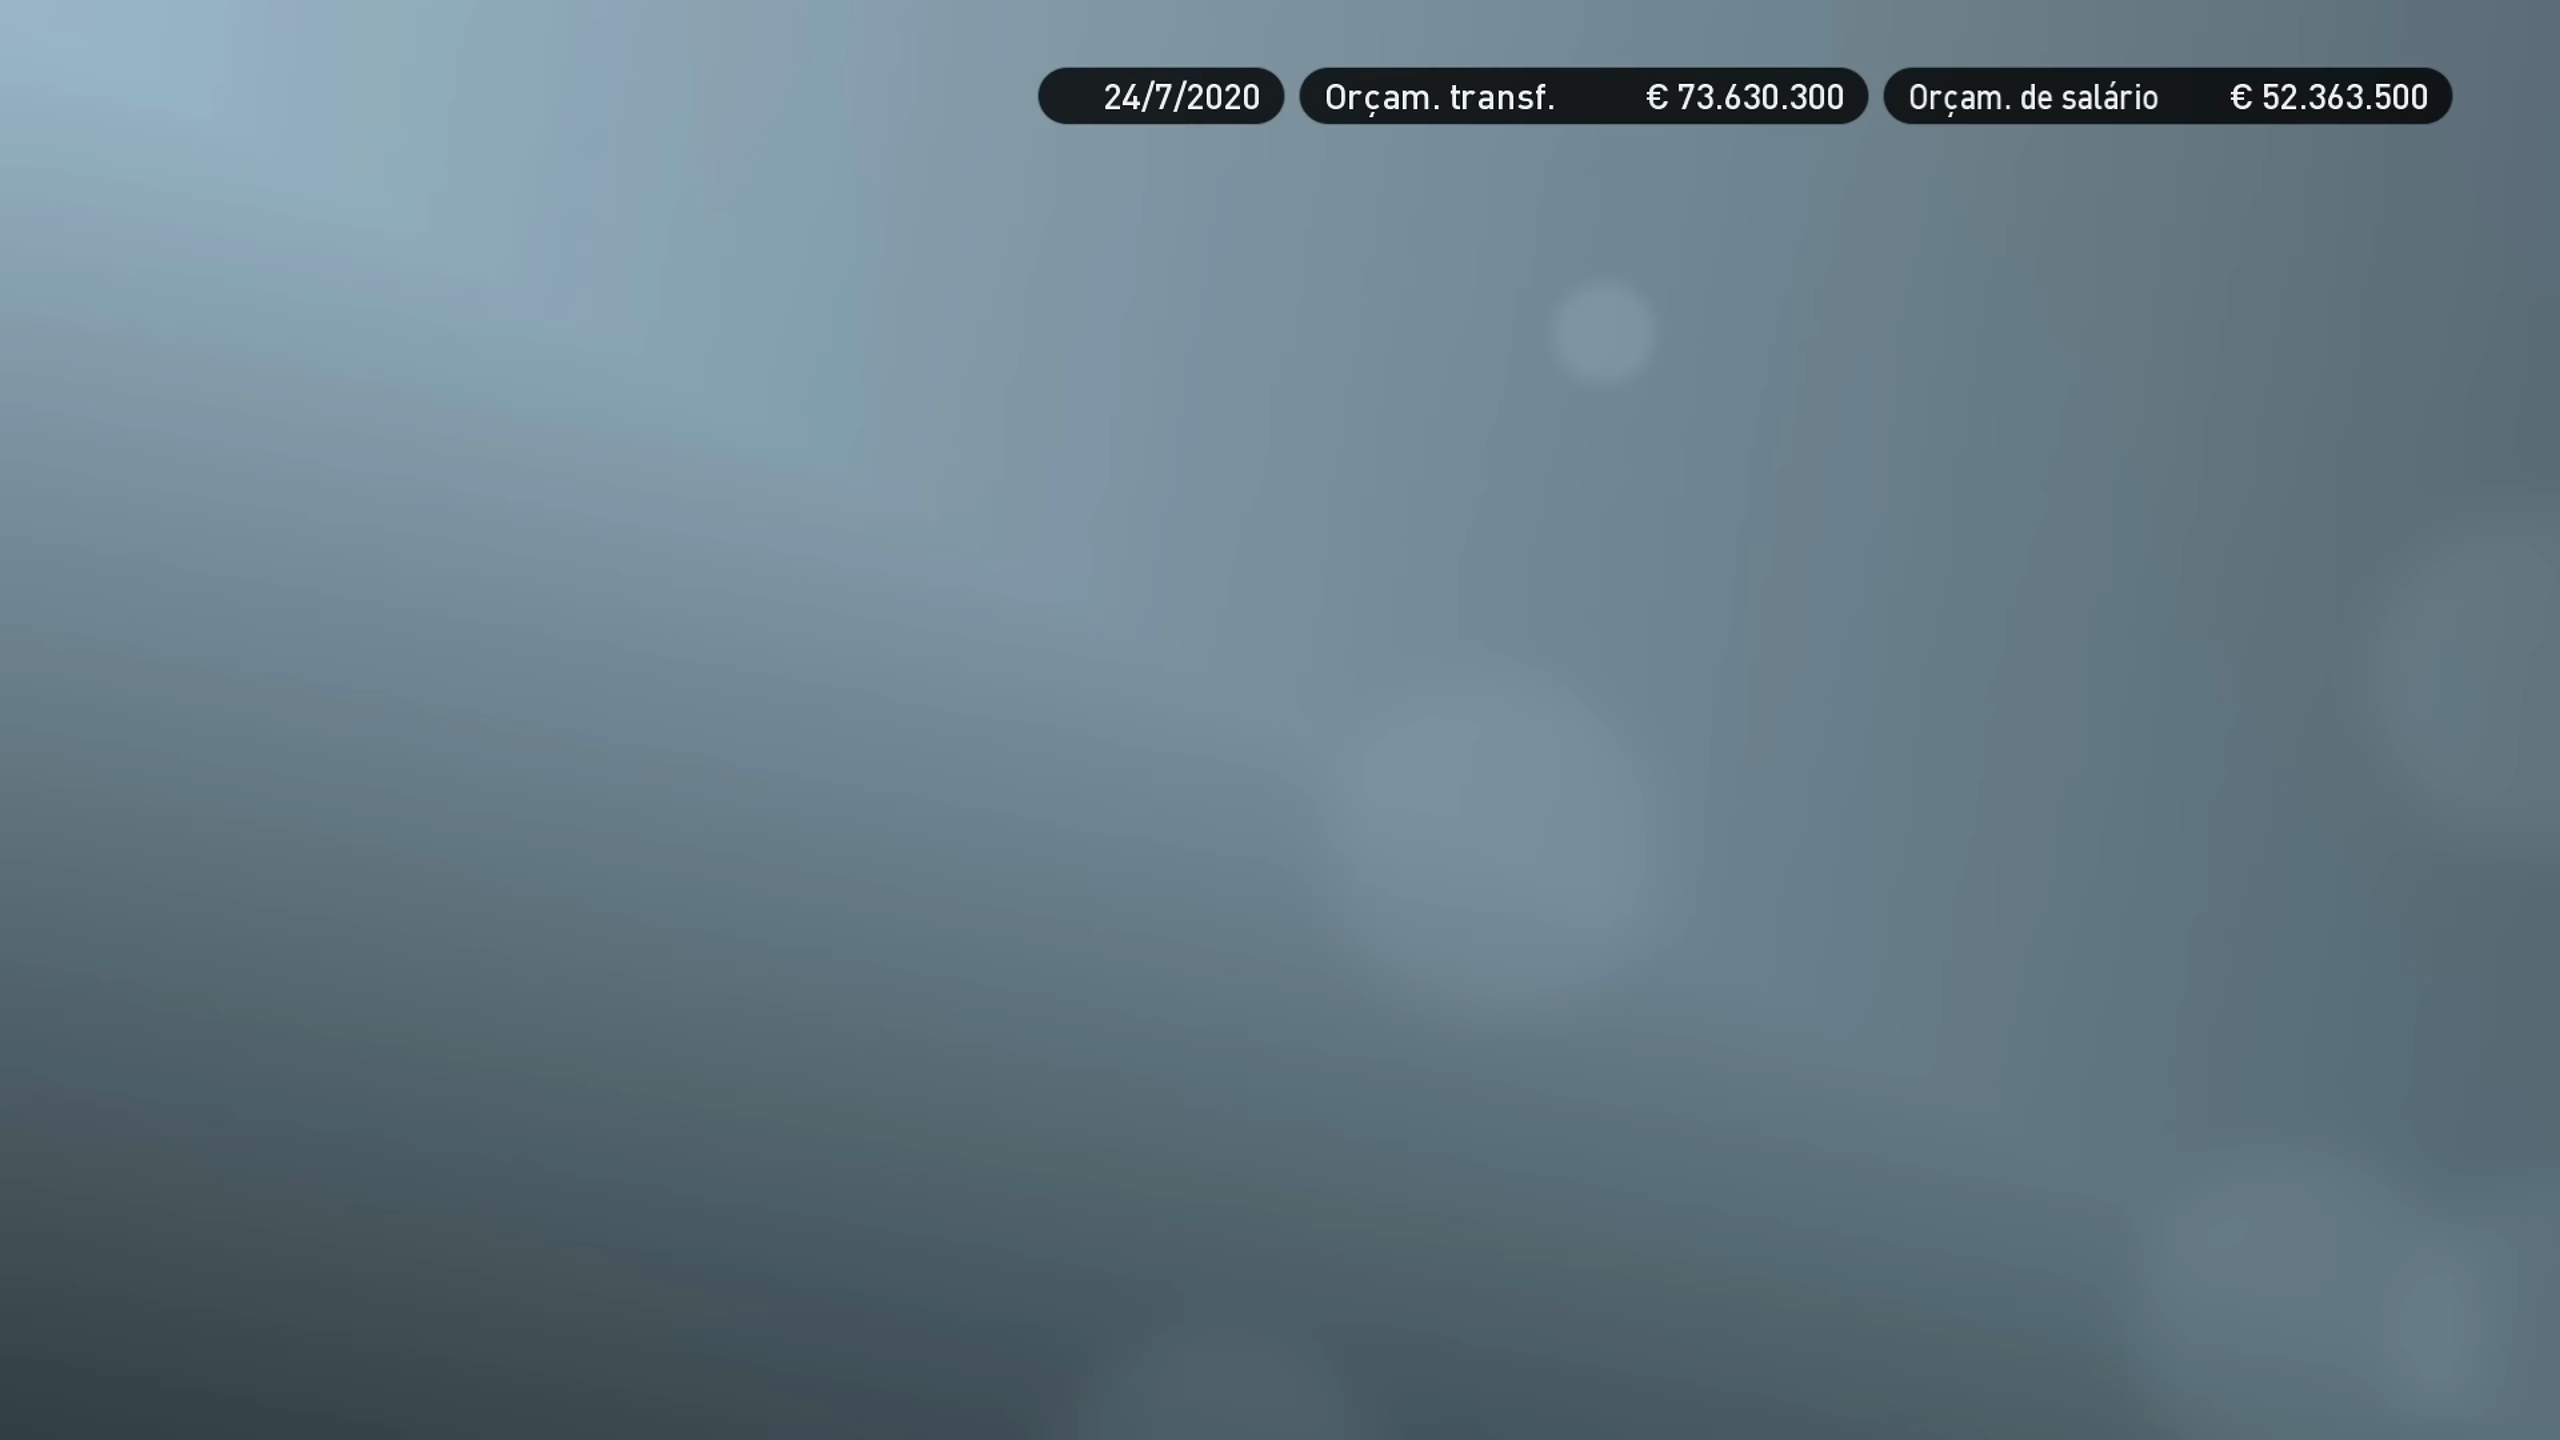 24/7/2020 Orçam. transf. € 73.630.300 Orçam. de salário € 52.363.500